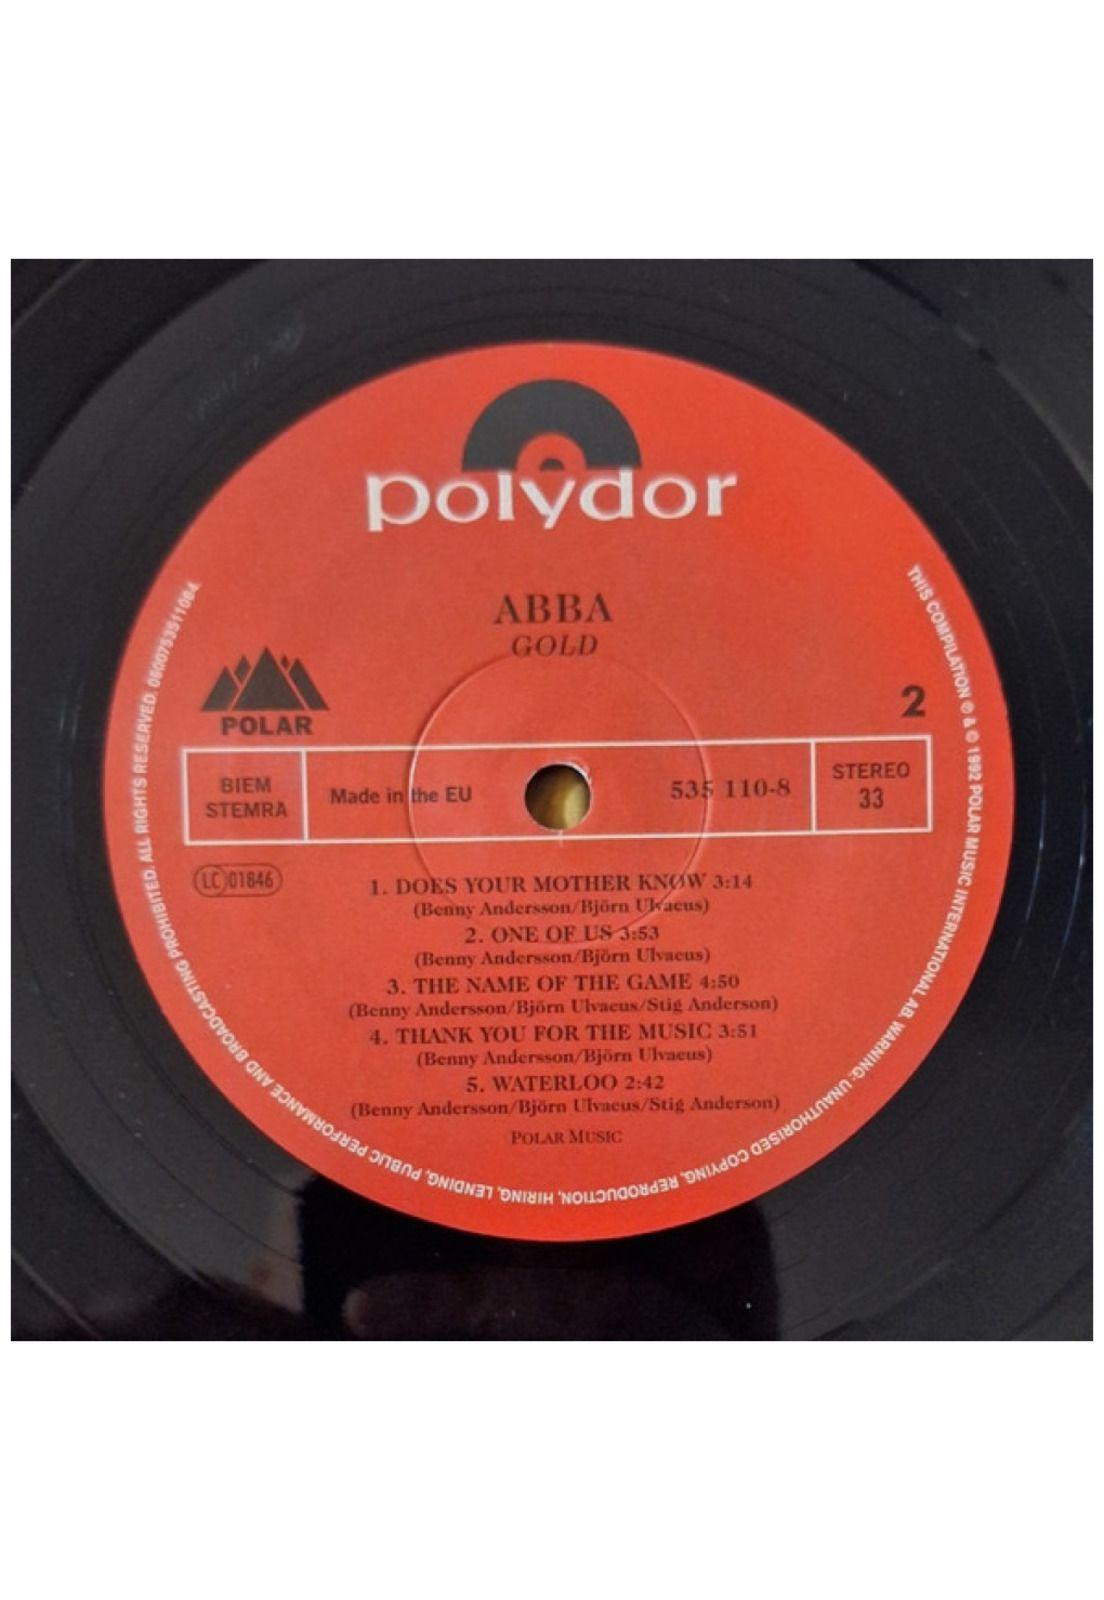 polydor
ABBA
GOLD
POLAR
2
BIEM
STEMRA
Made in the EU
535 110-8
STEREO
33
LC 01846
1. DOES YOUR MOTHER KNOW 3:14
(Benny Andersson/Björn Ulvaeus)
2. ONE OF US 3:53
(Benny Andersson/Björn Ulvaeus)
3. THE NAME OF THE GAME 4:50
(Benny Andersson/Björn Ulvaeus/Stig Anderson)
4. THANK YOU FOR THE MUSIC 3:51
(Benny Andersson/Björn Ulvaeus)
5. WATERLOO 2:42
(Benny Andersson/Björn Ulvaeus/Stig Anderson)
POLAR MUSIC
THIS COMPILATION ℗ & © 1992 POLAR MUSIC INTERNATIONAL AB. WARNING: UNAUTHORISED COPYING, REPRODUCTION, HIRING, LENDING, PUBLIC PERFORMANCE AND BROADCASTING PROHIBITED. ALL RIGHTS RESERVED. 0600753511084.